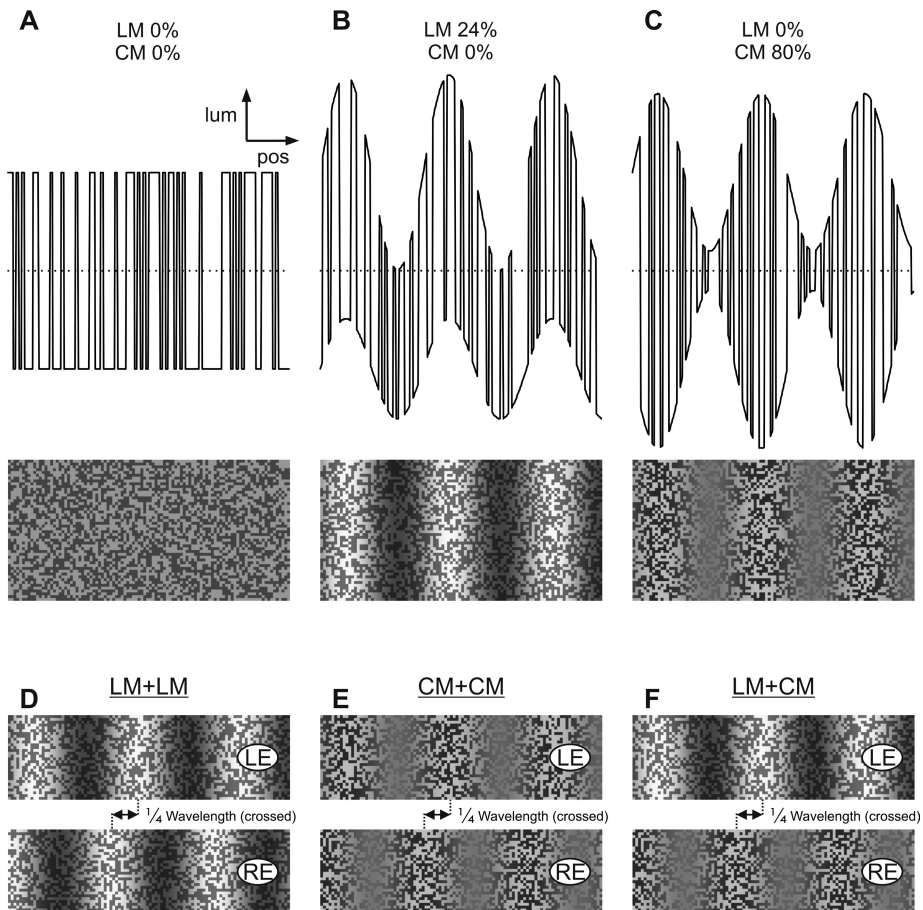 A
LM 0%
CM 0%
lum
pos
B
LM 24%
CM 0%
C
LM 0%
CM 80%
D
LM+LM
LE
1/4 Wavelength (crossed)
RE
E
CM+CM
LE
1/4 Wavelength (crossed)
RE
F
LM+CM
LE
1/4 Wavelength (crossed)
RE